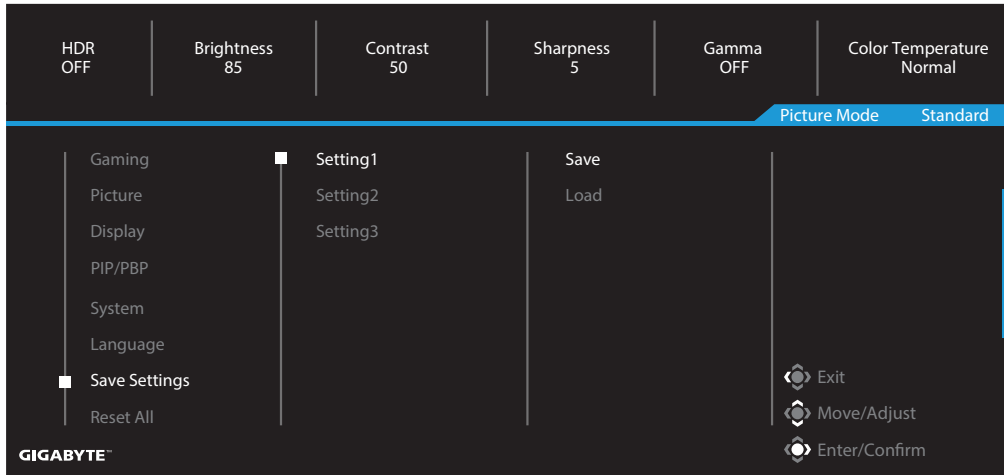 HDR
OFF
Brightness
85
Contrast
50
Sharpness
5
Gamma
OFF
Color Temperature
Normal
Picture Mode Standard
Gaming
Picture
Display
PIP/PBP
System
Language
Save Settings
Reset All
Setting1
Setting2
Setting3
Save
Load
Exit
Move/Adjust
Enter/Confirm
GIGABYTE™